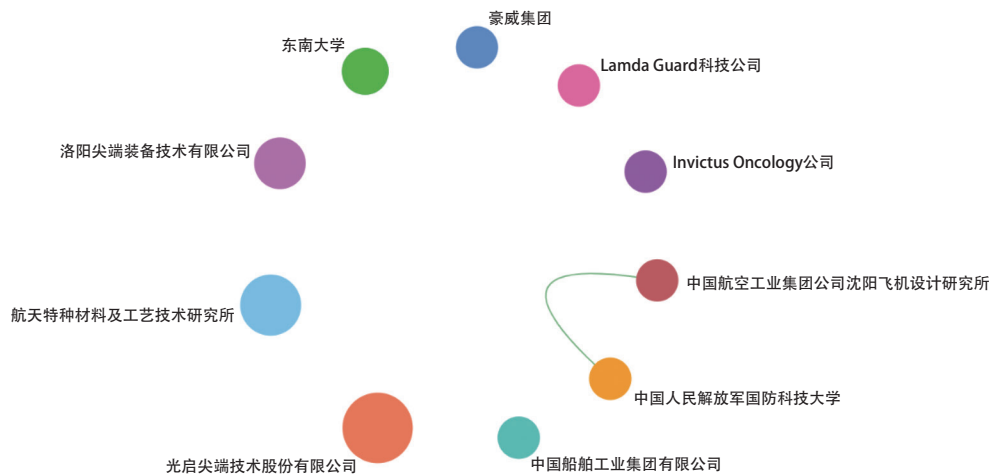 豪威集团
东南大学
Lamda Guard科技公司
洛阳尖端装备技术有限公司
Invictus Oncology公司
中国航空工业集团公司沈阳飞机设计研究所
航天特种材料及工艺技术研究所
中国人民解放军国防科技大学
光启尖端技术股份有限公司
中国船舶工业集团有限公司